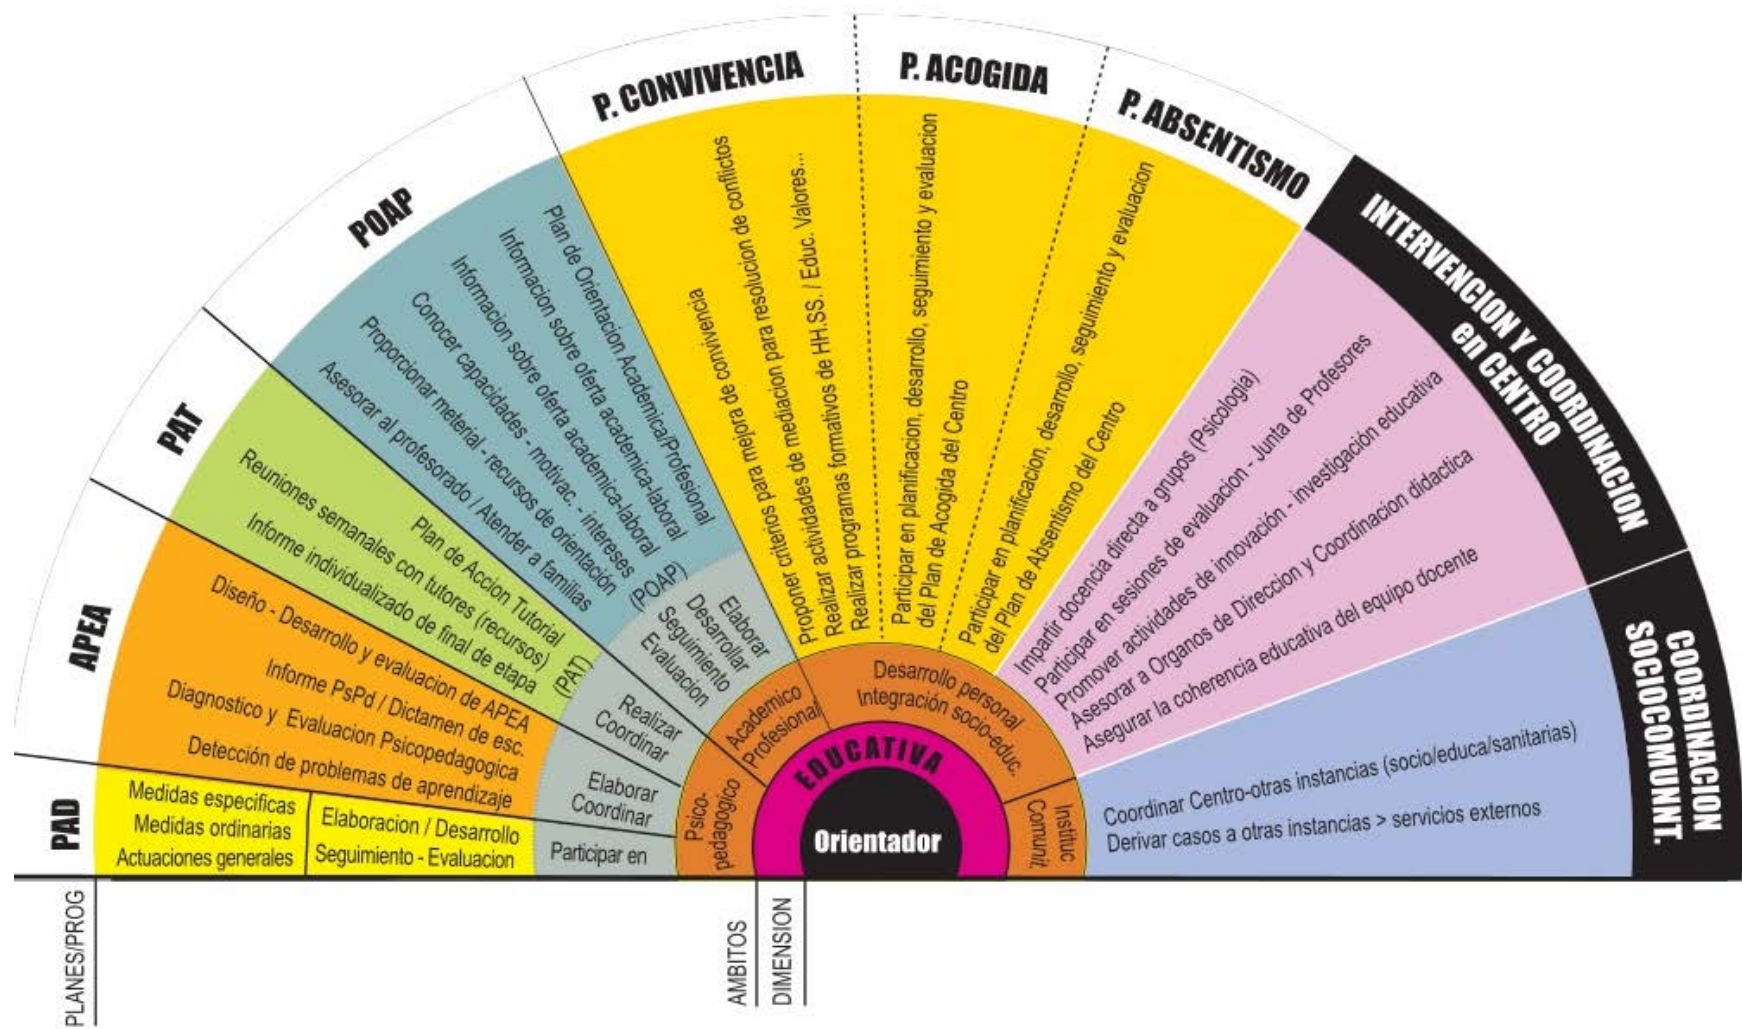 PAD
Medidas especificas
Medidas ordinarias
Actuaciones generales
Elaboracion / Desarrollo
Seguimiento - Evaluacion
Participar en
APEA
Diseño - Desarrollo y evaluacion de APEA
Informe PsPd / Dictamen de esc.
Diagnostico y Evaluacion Psicopedagogica
Detección de problemas de aprendizaje
Elaborar
Coordinar
PAT
Plan de Accion Tutorial
(PAT)
Reuniones semanales con tutores (recursos)
Informe individualizado de final de etapa
Realizar
Coordinar
POAP
Plan de Orientacion Academica/Profesional
(POAP)
Informacion sobre oferta academica-laboral
Informacion sobre oferta academica-laboral
Conocer capacidades - motivac. - intereses
Proporcionar meterial - recursos de orientación
Asesorar al profesorado / Atender a familias
Elaborar
Desarrollar
Seguimiento
Evaluacion
P. CONVIVENCIA
Proponer criterios para mejora de convivencia
Realizar actividades de mediacion para resolucion de conflictos
Realizar programas formativos de HH.SS. / Educ. Valores...
P. ACOGIDA
Participar en planificacion, desarrollo, seguimiento y evaluacion
del Plan de Acogida del Centro
P. ABSENTISMO
Participar en planificacion, desarrollo, seguimiento y evaluacion
del Plan de Absentismo del Centro
INTERVENCION Y COORDINACION
en CENTRO
Impartir docencia directa a grupos (Psicologia)
Participar en sesiones de evaluacion - Junta de Profesores
Promover actividades de innovación - investigación educativa
Asesorar a Organos de Direccion y Coordinacion didactica
Asegurar la coherencia educativa del equipo docente
COORDINACION
SOCIOCOMUNIT.
Coordinar Centro-otras instancias (socio/educa/sanitarias)
Derivar casos a otras instancias > servicios externos
Psico-
pedagogico
Academico
Profesional
Desarrollo personal
Integración socio-educ.
Instituc
Comunit.
EDUCATIVA
Orientador
PLANES/PROG
AMBITOS
DIMENSION